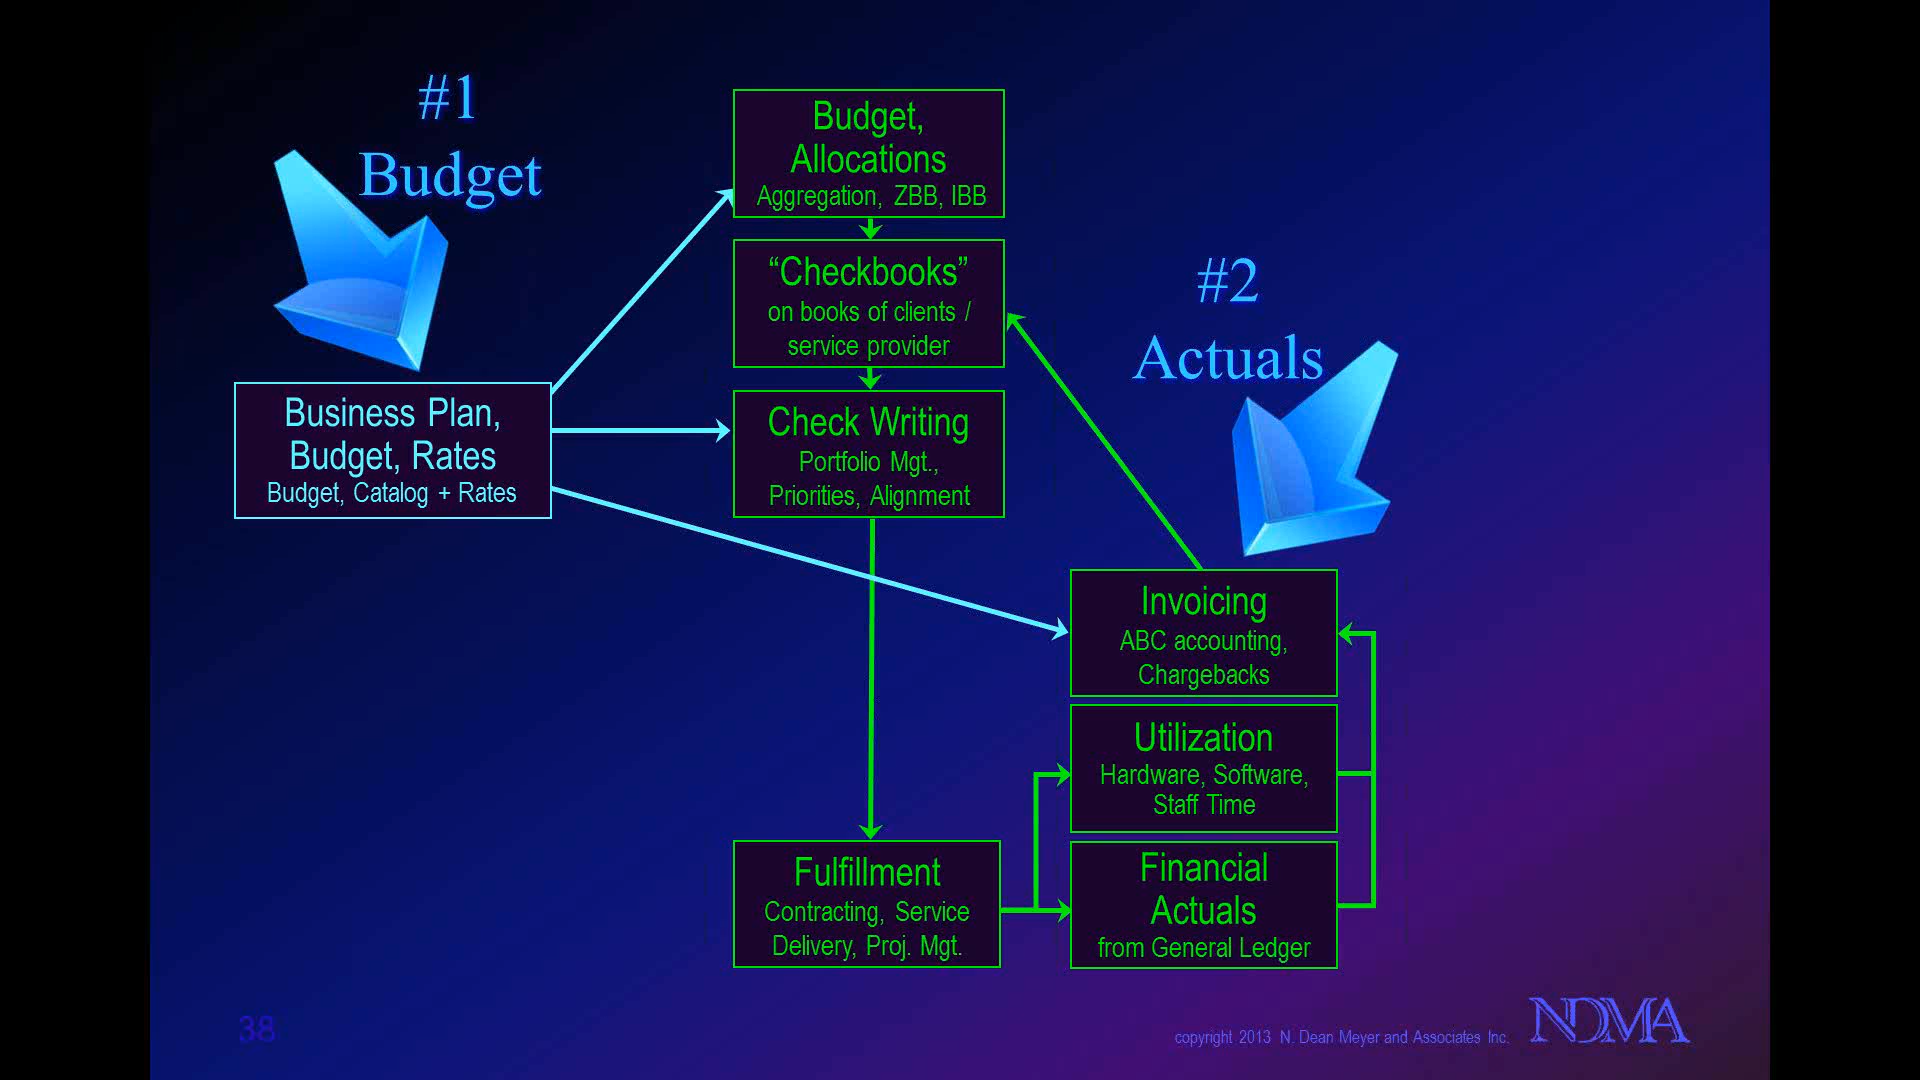 #1
Budget
Budget,
Allocations
Aggregation, ZBB, IBB
“Checkbooks”
on books of clients /
service provider
#2
Actuals
Business Plan,
Budget, Rates
Budget, Catalog + Rates
Check Writing
Portfolio Mgt.,
Priorities, Alignment
Invoicing
ABC accounting,
Chargebacks
Utilization
Hardware, Software,
Staff Time
Fulfillment
Contracting, Service
Delivery, Proj. Mgt.
Financial
Actuals
from General Ledger
38
copyright 2013 N. Dean Meyer and Associates Inc.
NDMA